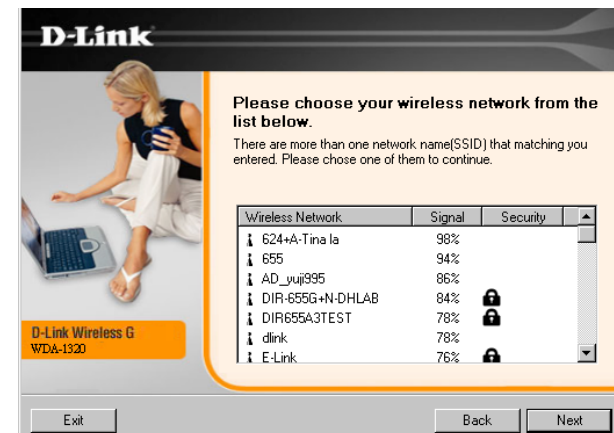 D-Link
Please choose your wireless network from the
list below.
There are more than one network name(SSID) that matching you
entered. Please chose one of them to continue.
Wireless Network Signal Security
624+A-Tina la 98%
655 94%
AD_yuji995 86%
DIR-655G+N-DHLAB 84%
DIR655A3TEST 78%
dlink 78%
E-Link 76%
D-Link Wireless G
WDA-1320
Exit Back Next